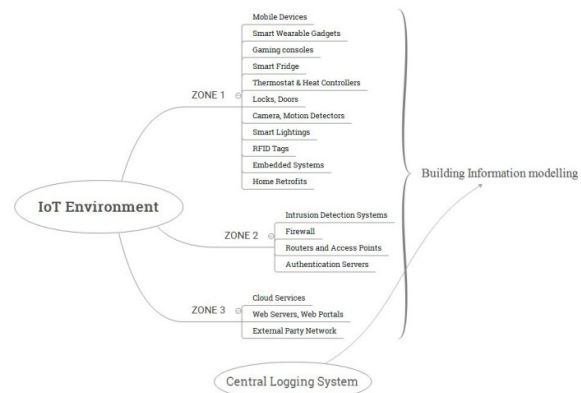 Mobile Devices
Smart Wearable Gadgets
Gaming consoles
Smart Fridge
Thermostat & Heat Controllers
ZONE 1
Locks, Doors
Camera, Motion Detectors
Smart Lightings
RFID Tags
Embedded Systems
Home Retrofits
Building Information modelling
IoT Environment
Intrusion Detection Systems
ZONE 2
Firewall
Routers and Access Points
Authentication Servers
Cloud Services
ZONE 3
Web Servers, Web Portals
External Party Network
Central Logging System